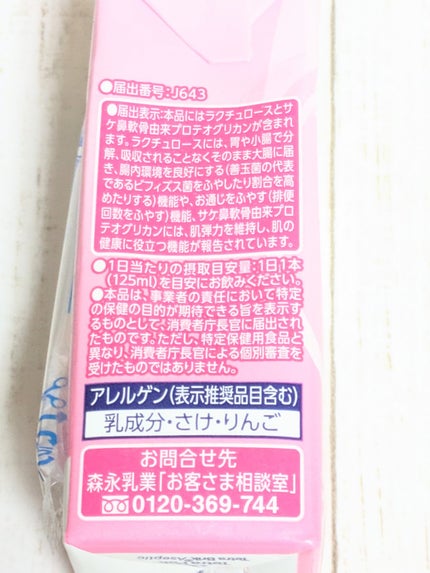 ●届出番号：J643
●届出表示：本品にはラクチュロースとサ
ケ鼻軟骨由来プロテオグリカンが含まれ
ます。ラクチュロースには、胃や小腸で分
解、吸収されることなくそのまま大腸に届
き、腸内環境を良好にする（善玉菌の代表
であるビフィズス菌をふやしたり割合を高
めたりする）機能や、お通じをふやす（排便
回数をふやす）機能、サケ鼻軟骨由来プロ
テオグリカンには、肌弾力を維持し、肌の
健康に役立つ機能が報告されています。
●1日当たりの摂取目安量：1日1本
（125ml）を目安にお飲みください。
●本品は、事業者の責任において特定
の保健の目的が期待できる旨を表示す
るものとして、消費者庁長官に届出された
ものです。ただし、特定保健用食品と
異なり、消費者庁長官による個別審査を
受けたものではありません。
アレルゲン（表示推奨品目含む）
乳成分・さけ・りんご
お問合せ先
森永乳業「お客さま相談室」
0120-369-744
Tetra Brik Aseptic